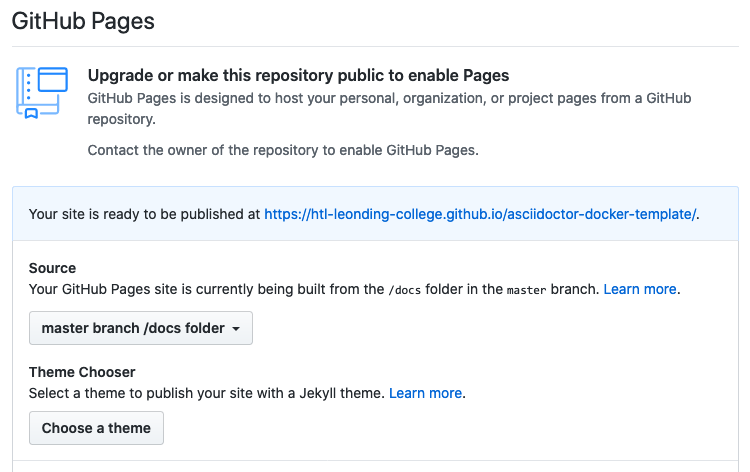 GitHub Pages
Upgrade or make this repository public to enable Pages
GitHub Pages is designed to host your personal, organization, or project pages from a GitHub
repository.
Contact the owner of the repository to enable GitHub Pages.
Your site is ready to be published at https://htl-leonding-college.github.io/asciidoctor-docker-template/.
Source
Your GitHub Pages site is currently being built from the /docs folder in the master branch. Learn more.
master branch /docs folder
Theme Chooser
Select a theme to publish your site with a Jekyll theme. Learn more.
Choose a theme